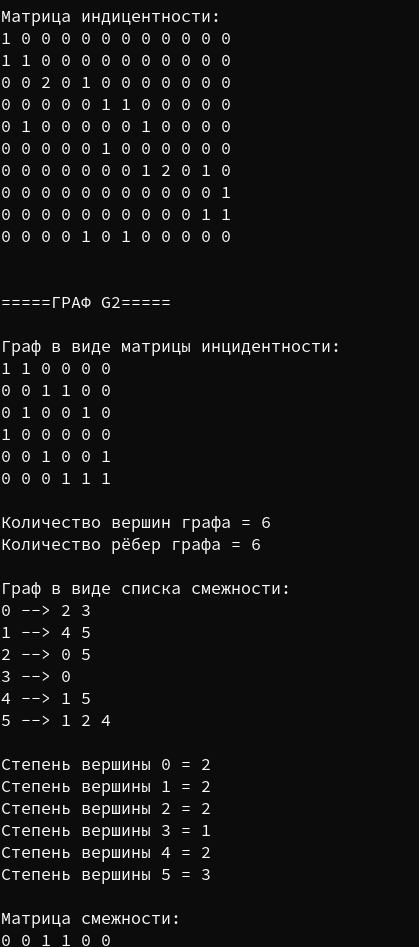 Матрица индицентности:
1 0 0 0 0 0 0 0 0 0 0 0
1 1 0 0 0 0 0 0 0 0 0 0
0 0 2 0 1 0 0 0 0 0 0 0
0 0 0 0 0 1 1 0 0 0 0 0
0 1 0 0 0 0 0 1 0 0 0 0
0 0 0 0 0 1 0 0 0 0 0 0
0 0 0 0 0 0 0 1 2 0 1 0
0 0 0 0 0 0 0 0 0 0 0 1
0 0 0 0 0 0 0 0 0 0 1 1
0 0 0 0 1 0 1 0 0 0 0 0
=====ГРАФ G2=====
Граф в виде матрицы инцидентности:
1 1 0 0 0 0
0 0 1 1 0 0
0 1 0 0 1 0
1 0 0 0 0 0
0 0 1 0 0 1
0 0 0 1 1 1
Количество вершин графа = 6
Количество рёбер графа = 6
Граф в виде списка смежности:
0 --> 2 3
1 --> 4 5
2 --> 0 5
3 --> 0
4 --> 1 5
5 --> 1 2 4
Степень вершины 0 = 2
Степень вершины 1 = 2
Степень вершины 2 = 2
Степень вершины 3 = 1
Степень вершины 4 = 2
Степень вершины 5 = 3
Матрица смежности:
0 0 1 1 0 0